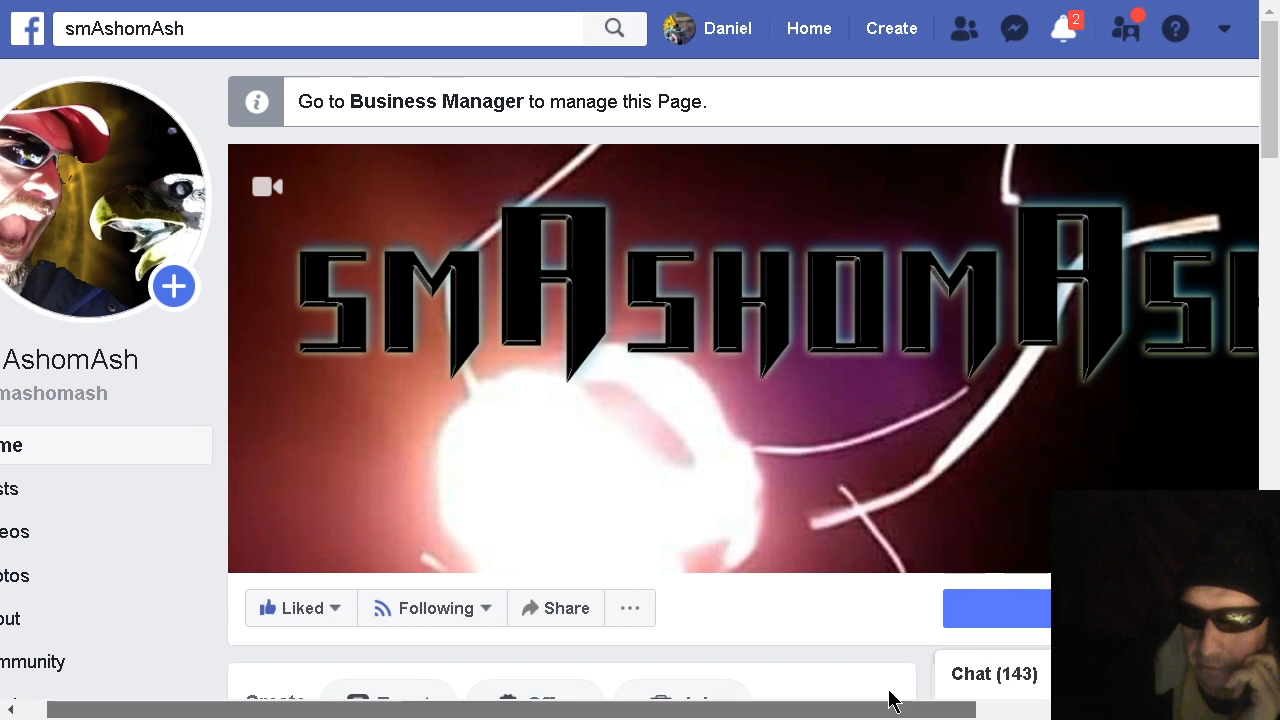 smAshomAsh
Daniel
Home
Create
2
Go to Business Manager to manage this Page.
smAshomAs
AshomAsh
mashomash
me
sts
eos
otos
out
mmunity
Liked
Following
Share
Chat (143)